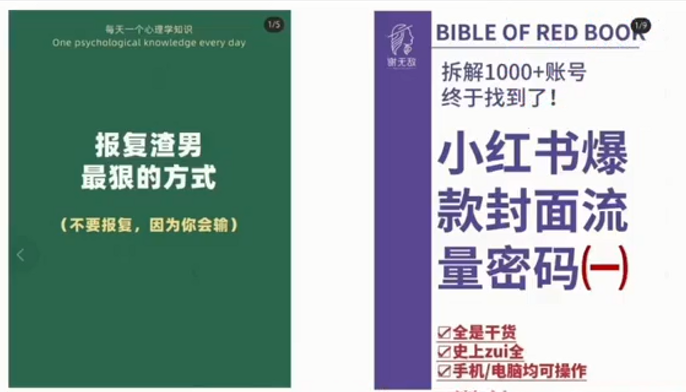 每天一个心理学知识
One psychological knowledge every day
1/5
报复渣男
最狠的方式
（不要报复，因为你会输）
谢无敌
BIBLE OF RED BOOK
1/9
拆解1000+账号
终于找到了！
小红书爆
款封面流
量密码(一)
全是干货
史上zui全
手机/电脑均可操作